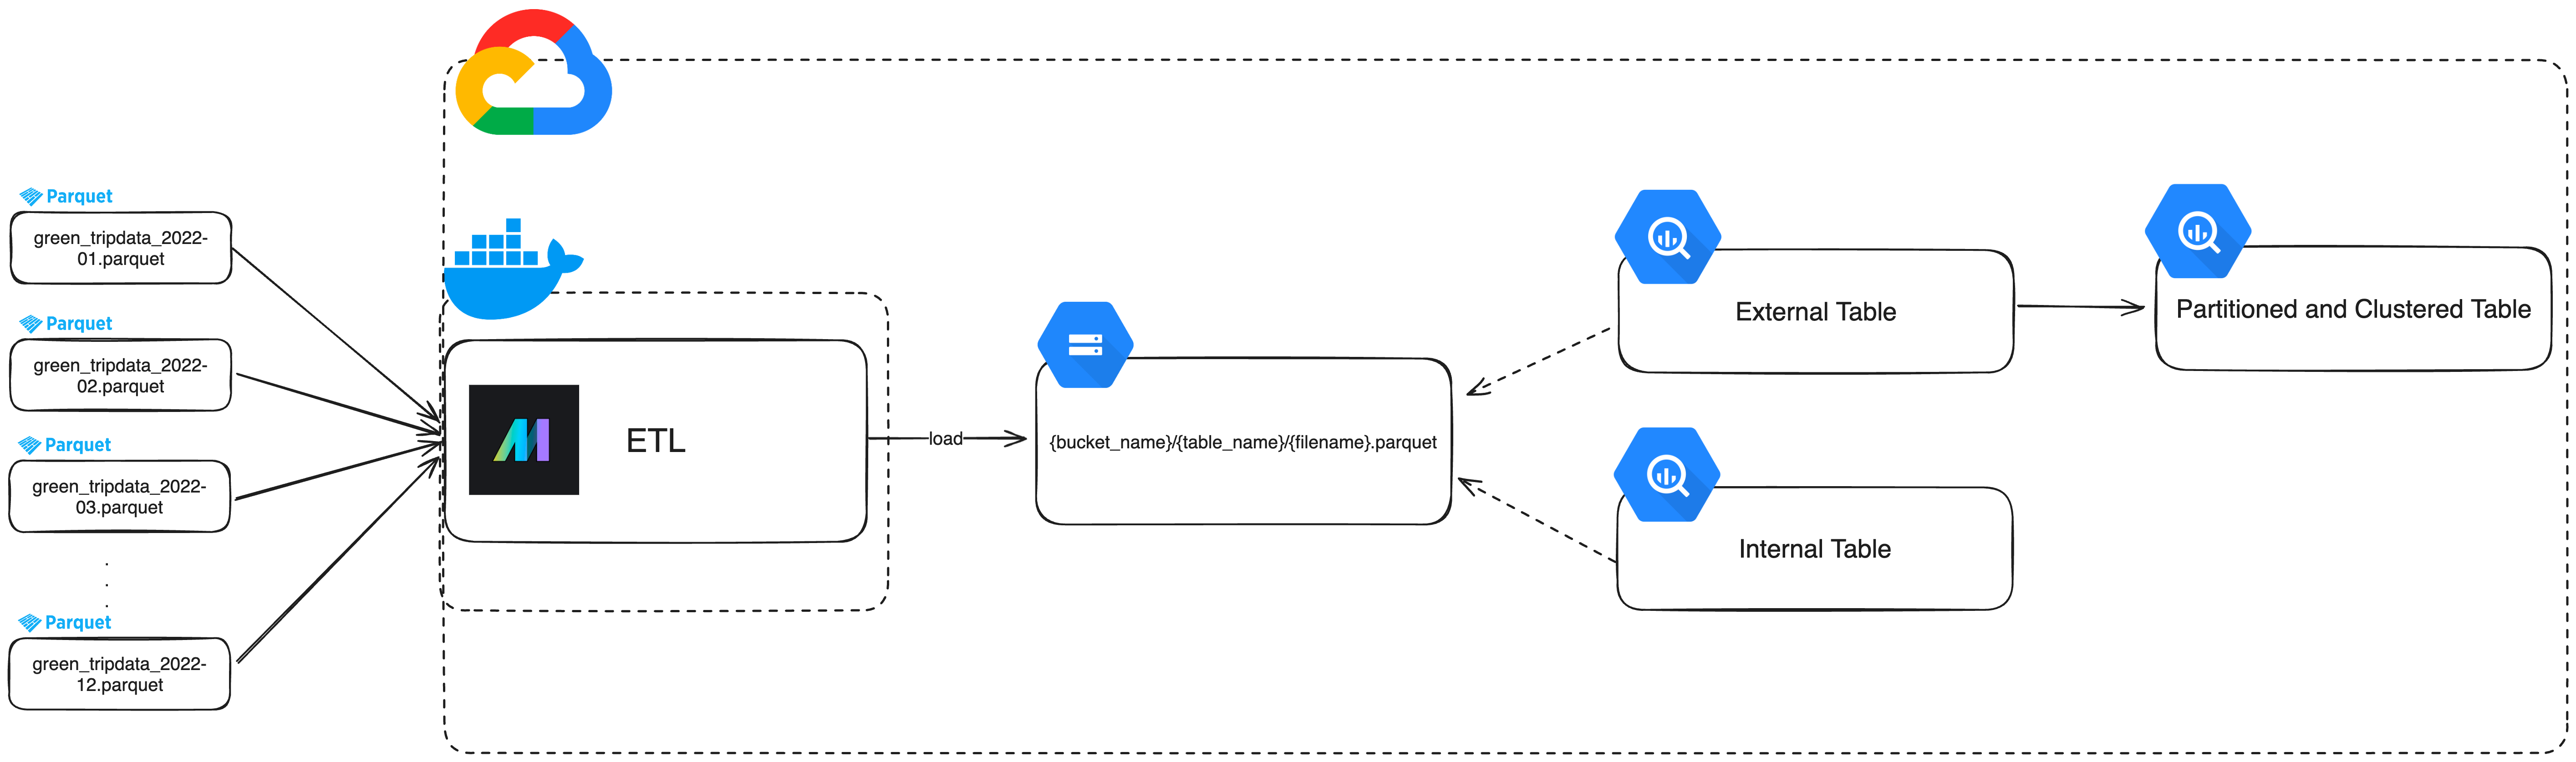 Parquet
green_tripdata_2022-
01.parquet
Parquet
green_tripdata_2022-
02.parquet
Parquet
green_tripdata_2022-
03.parquet
.
.
.
Parquet
green_tripdata_2022-
12.parquet
ETL
load
{bucket_name}/{table_name}/{filename}.parquet
External Table
Internal Table
Partitioned and Clustered Table